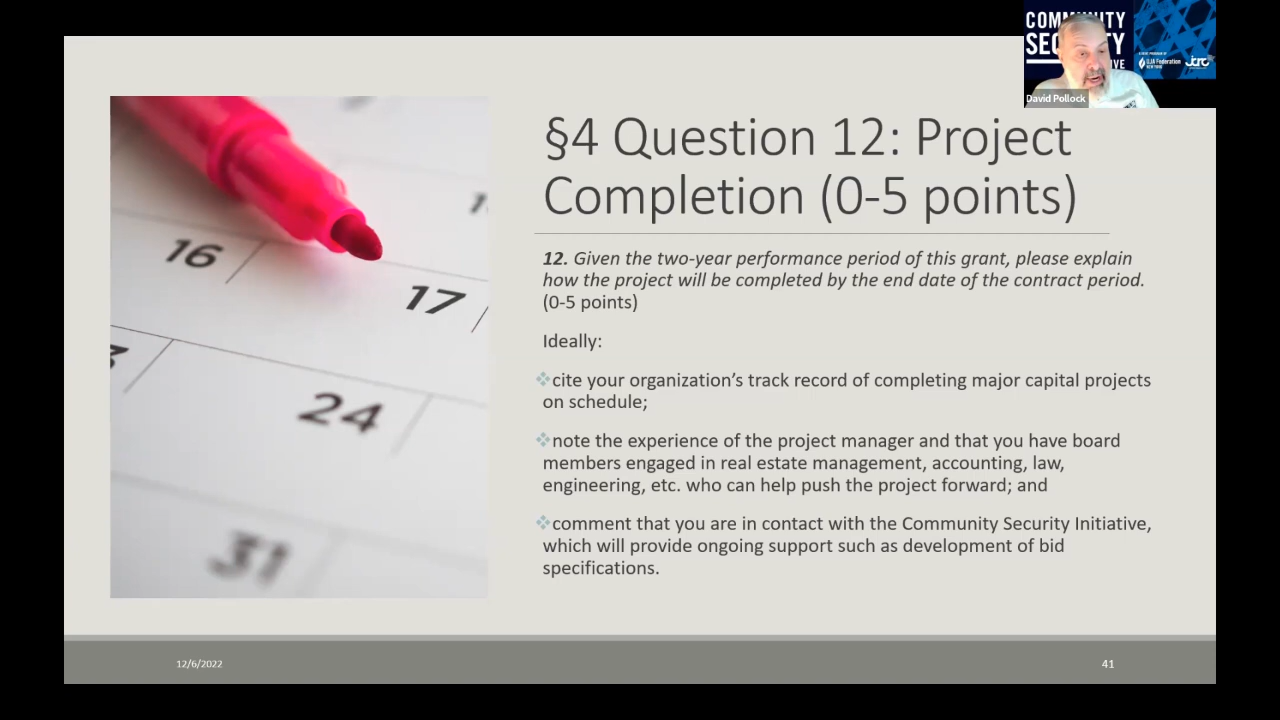 COMMUNITY
SECURITY
UJA Federation
NEW YORK
jcrc
David Pollock
§4 Question 12: Project
Completion (0-5 points)
12. Given the two-year performance period of this grant, please explain
how the project will be completed by the end date of the contract period.
(0-5 points)
Ideally:
❖cite your organization’s track record of completing major capital projects
on schedule;
❖note the experience of the project manager and that you have board
members engaged in real estate management, accounting, law,
engineering, etc. who can help push the project forward; and
❖comment that you are in contact with the Community Security Initiative,
which will provide ongoing support such as development of bid
specifications.
16
17
24
31
12/6/2022
41